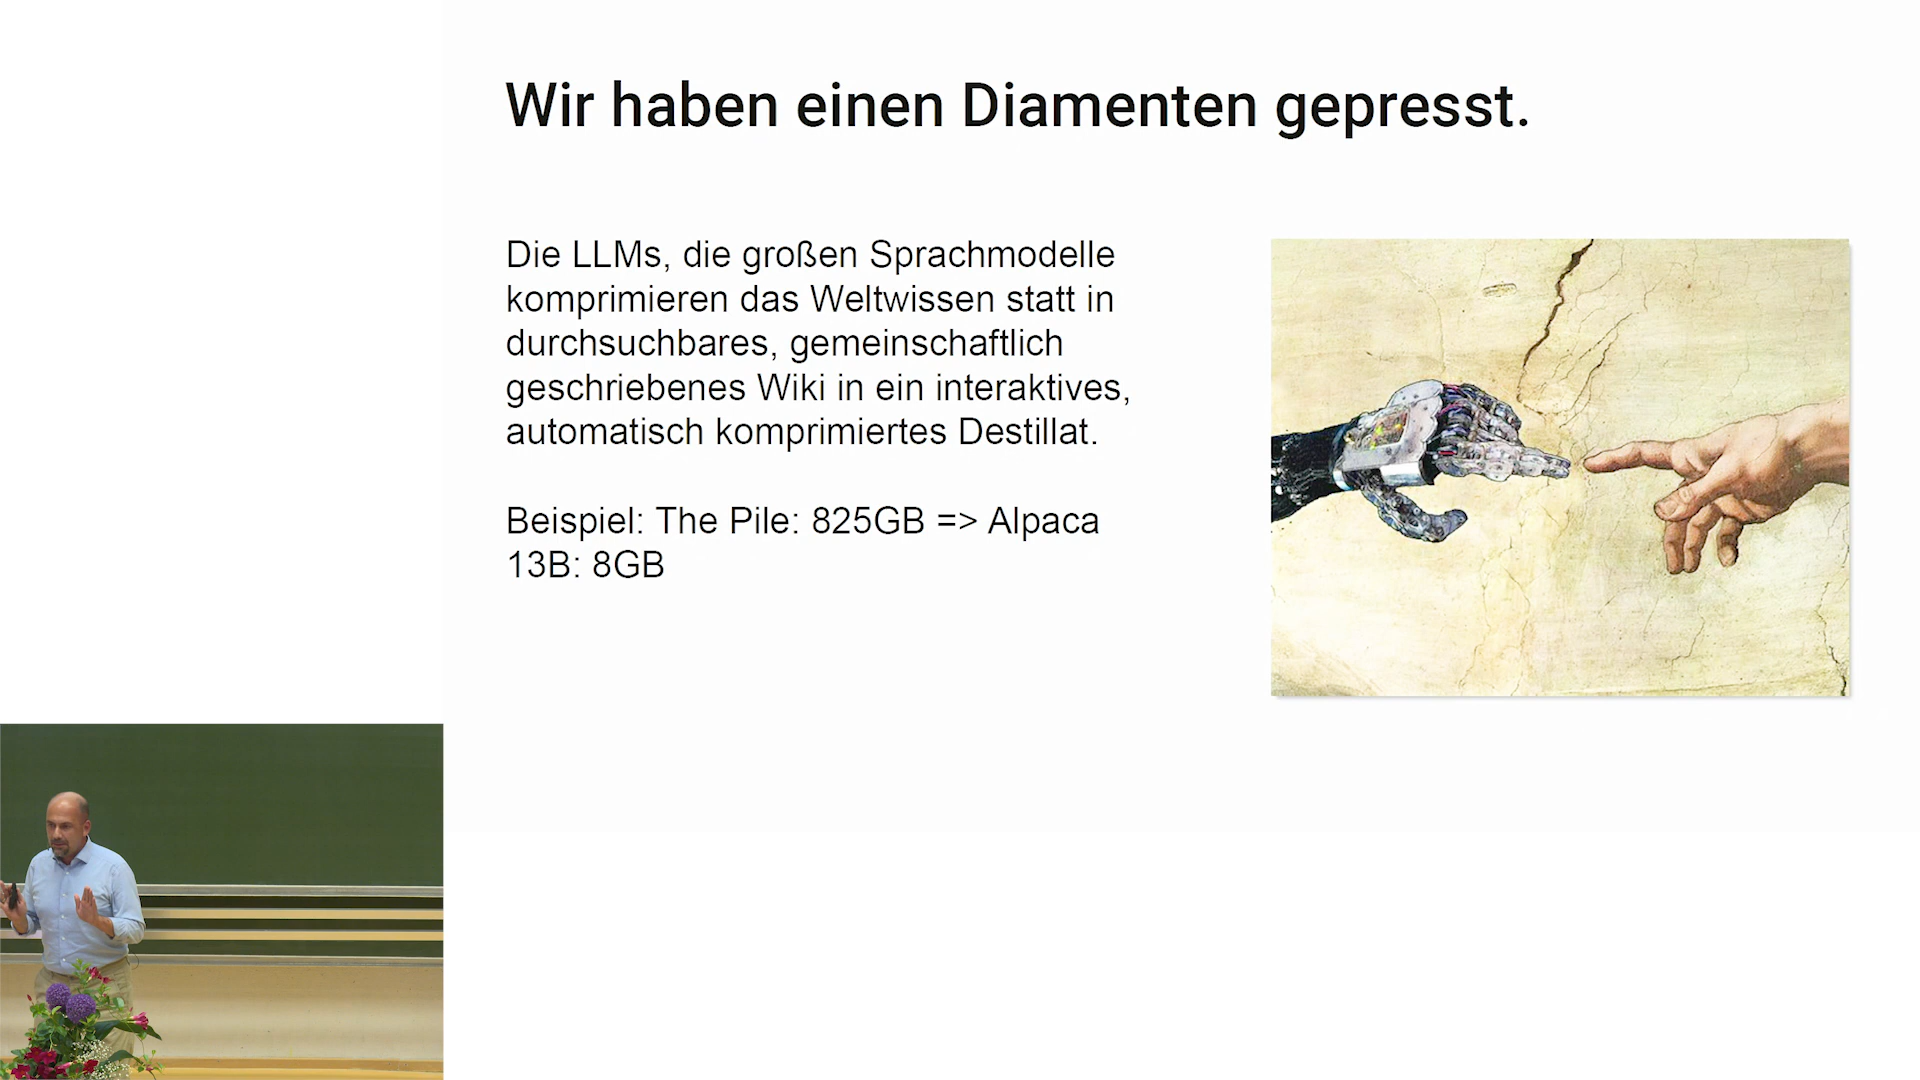 Wir haben einen Diamenten gepresst.
Die LLMs, die großen Sprachmodelle
komprimieren das Weltwissen statt in
durchsuchbares, gemeinschaftlich
geschriebenes Wiki in ein interaktives,
automatisch komprimiertes Destillat.
Beispiel: The Pile: 825GB => Alpaca
13B: 8GB